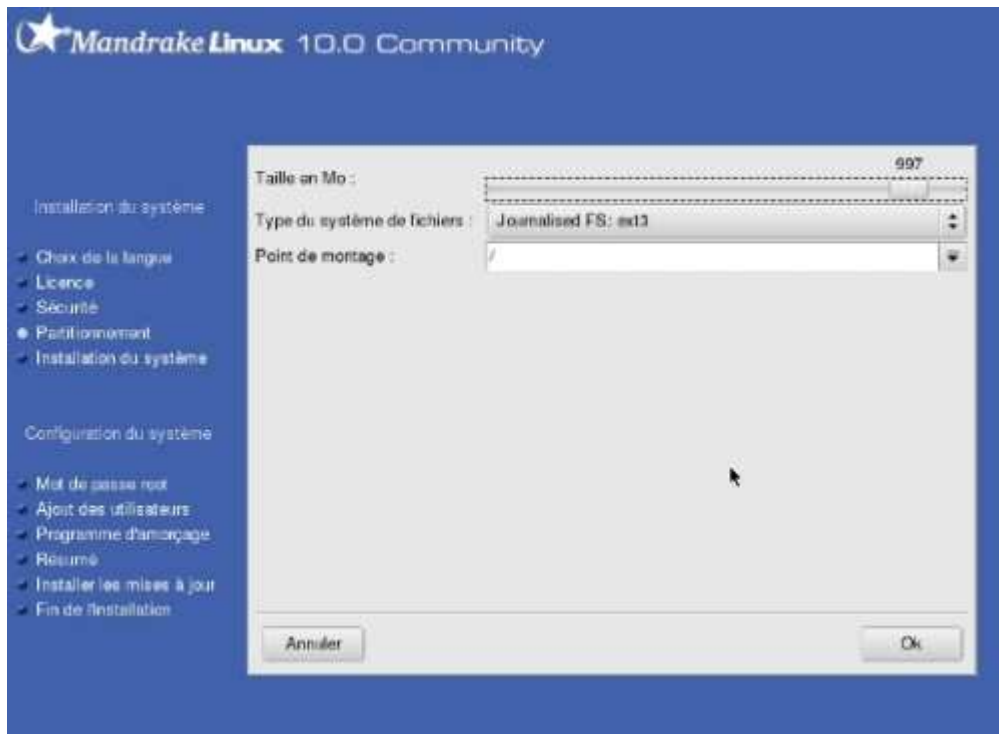 Mandrake Linux 10.0 Community
Installation du système
Choix de la langue
Licence
Sécurité
Partitionnement
Installation du système
Configuration du système
Mot de passe root
Ajout des utilisateurs
Programme d'amorçage
Résumé
Installer les mises à jour
Fin de l'installation
997
Taille en Mo :
Type du système de fichiers : Journalised FS: ext3
Point de montage : /
Annuler
Ok